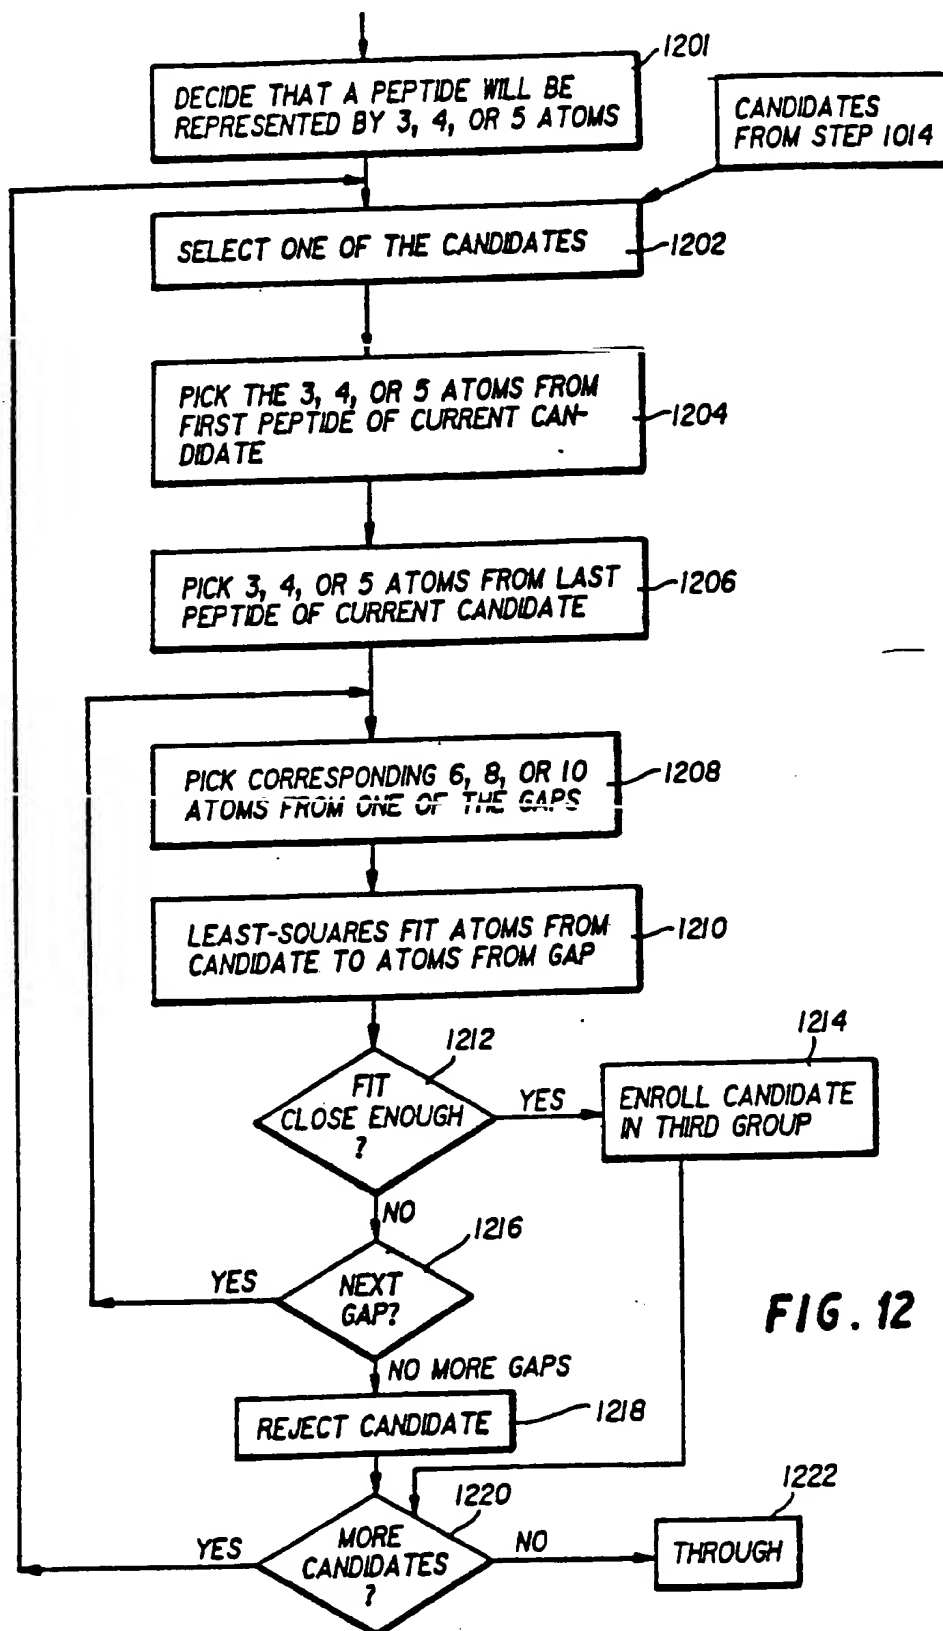 1201
DECIDE THAT A PEPTIDE WILL BE
REPRESENTED BY 3, 4, OR 5 ATOMS
CANDIDATES
FROM STEP 1014
SELECT ONE OF THE CANDIDATES
1202
PICK THE 3, 4, OR 5 ATOMS FROM
FIRST PEPTIDE OF CURRENT CAN-
DIDATE
1204
PICK 3, 4, OR 5 ATOMS FROM LAST
PEPTIDE OF CURRENT CANDIDATE
1206
PICK CORRESPONDING 6, 8, OR 10
ATOMS FROM ONE OF THE GAPS
1208
LEAST-SQUARES FIT ATOMS FROM
CANDIDATE TO ATOMS FROM GAP
1210
1212
FIT
CLOSE ENOUGH
?
YES
1214
ENROLL CANDIDATE
IN THIRD GROUP
NO
1216
NEXT
GAP?
YES
NO MORE GAPS
REJECT CANDIDATE
1218
1220
MORE
CANDIDATES
?
YES
NO
1222
THROUGH
FIG. 12